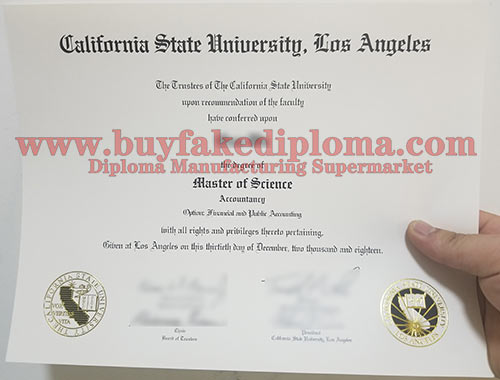 California State University, Los Angeles
The Trustees of The California State University
upon recommendation of the faculty
have conferred upon
www.buyfakediploma.com
the degree of
Diploma Manufacturing Supermarket
Master of Science
Accountancy
Option: Financial and Public Accounting
with all rights and privileges thereto pertaining.
Given at Los Angeles on this thirtieth day of December, two thousand and eighteen.
Board of Trustees
President
California State University, Los Angeles